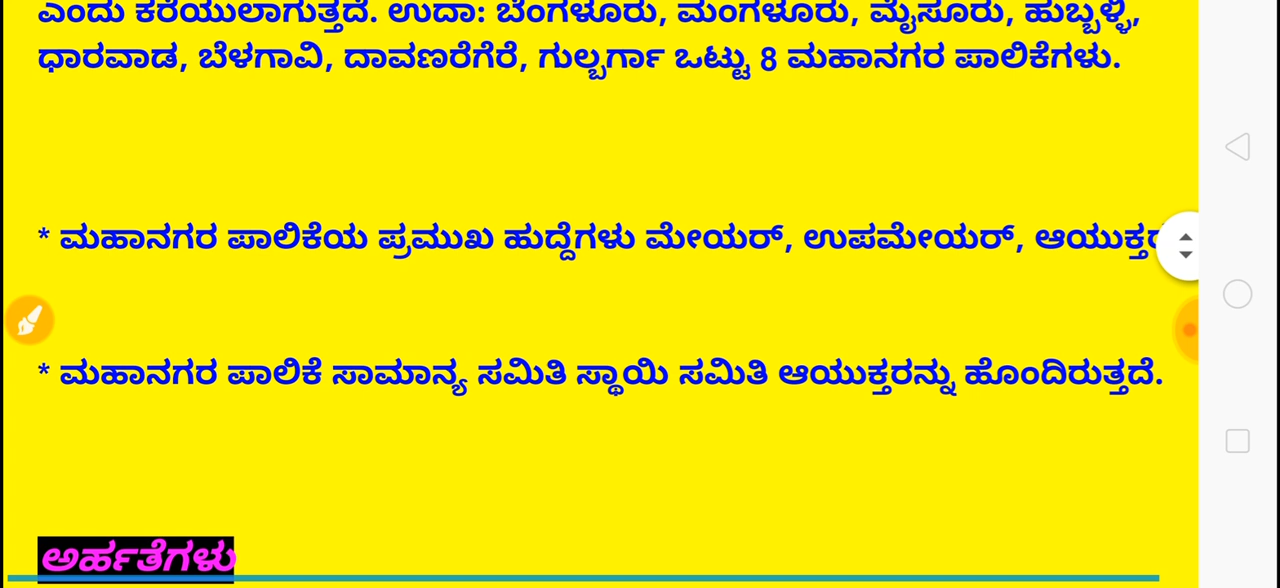 ಎಂದು ಕರೆಯುಲಾಗುತ್ತದೆ. ಉದಾ: ಬೆಂಗಳೂರು, ಮಂಗಳೂರು, ಮೈಸೂರು, ಹುಬ್ಬಳ್ಳಿ,
ಧಾರವಾಡ, ಬೆಳಗಾವಿ, ದಾವಣರೆಗೆರೆ, ಗುಲ್ಬರ್ಗಾ ಒಟ್ಟು 8 ಮಹಾನಗರ ಪಾಲಿಕೆಗಳು.
* ಮಹಾನಗರ ಪಾಲಿಕೆಯ ಪ್ರಮುಖ ಹುದ್ದೆಗಳು ಮೇಯರ್, ಉಪಮೇಯರ್,
* ಮಹಾನಗರ ಪಾಲಿಕೆ ಸಾಮಾನ್ಯ ಸಮಿತಿ ಸ್ಥಾಯಿ ಸಮಿತಿ ಆಯುಕ್ತರನ್ನು ಹೊಂದಿರುತ್ತದೆ.
ಅರ್ಹತೆಗಳು